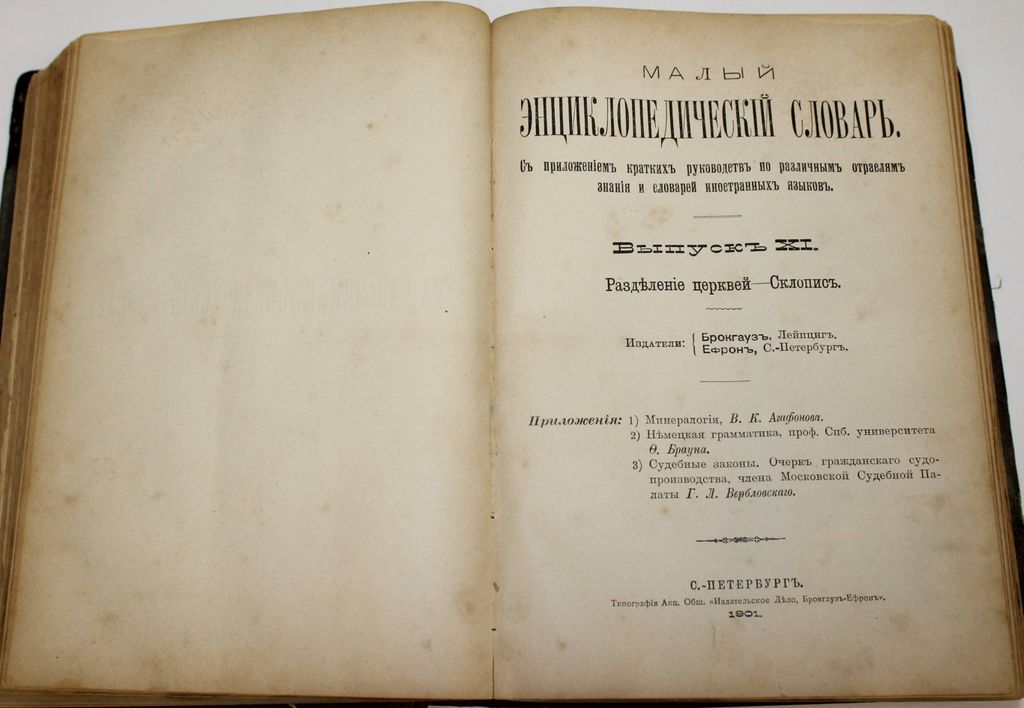 МАЛЫЙ
ЭНЦИКЛОПЕДИЧЕСКІЙ СЛОВАРЬ.
Съ приложеніемъ краткихъ руководствъ по различнымъ отраслямъ
знанія и словарей иностранныхъ языковъ.
Выпускъ XI.
Раздѣленіе церквей—Склописъ.
Издатели: { Брокгаузъ, Лейпцигъ.
Ефронъ, С.-Петербургъ.
Приложенія: 1) Минералогія, В. К. Агафонова.
2) Нѣмецкая грамматика, проф. Спб. университета
Ѳ. Брауна.
3) Судебные законы. Очеркъ гражданскаго судо-
производства, члена Московской Судебной Па-
латы Г. Л. Вербловскаго.
С.-ПЕТЕРБУРГЪ.
Типографія Акц. Общ. «Издательское Дѣло, Брокгаузъ-Ефронъ».
1901.